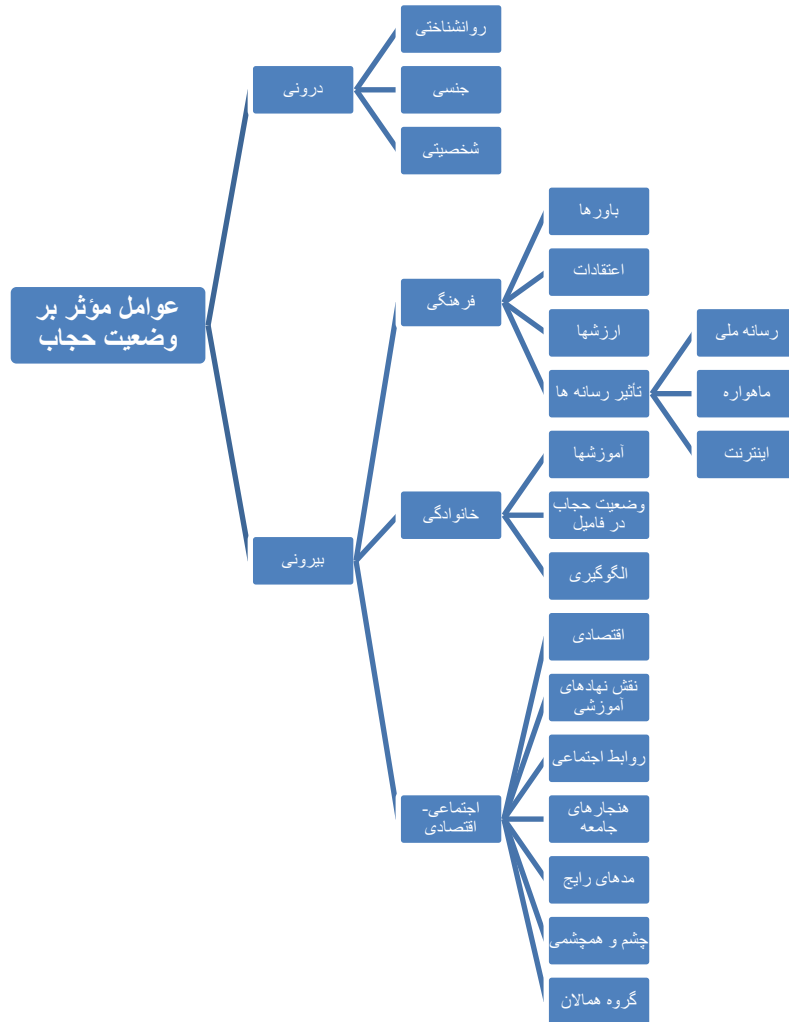 عوامل مؤثر بر
وضعیت حجاب
درونی
روانشناختی
جنسی
شخصیتی
بیرونی
فرهنگی
باورها
اعتقادات
ارزشها
تأثیر رسانه ها
رسانه ملی
ماهواره
اینترنت
خانوادگی
آموزشها
وضعیت حجاب
در فامیل
الگوگیری
اجتماعی-
اقتصادی
اقتصادی
نقش نهادهای
آموزشی
روابط اجتماعی
هنجارهای
جامعه
مدهای رایج
چشم و همچشمی
گروه همالان